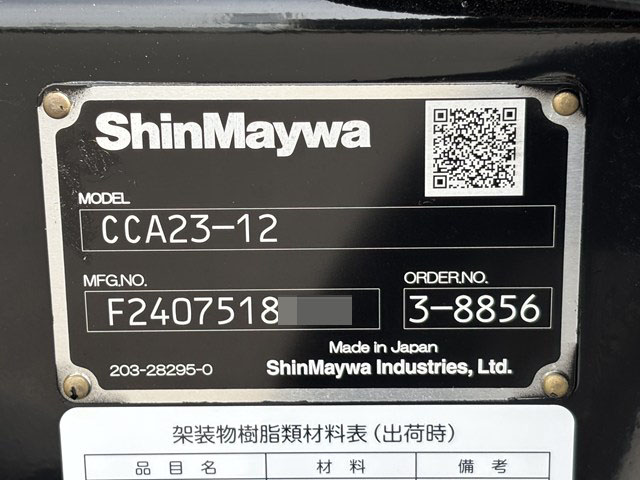 ShinMaywa
MODEL
CCA23-12
MFG.NO.
ORDER.NO.
F2407518
3-8856
Made in Japan
203-28295-0
ShinMaywa Industries, Ltd.
架装物樹脂類材料表(出荷時)
品目名 材料 備考